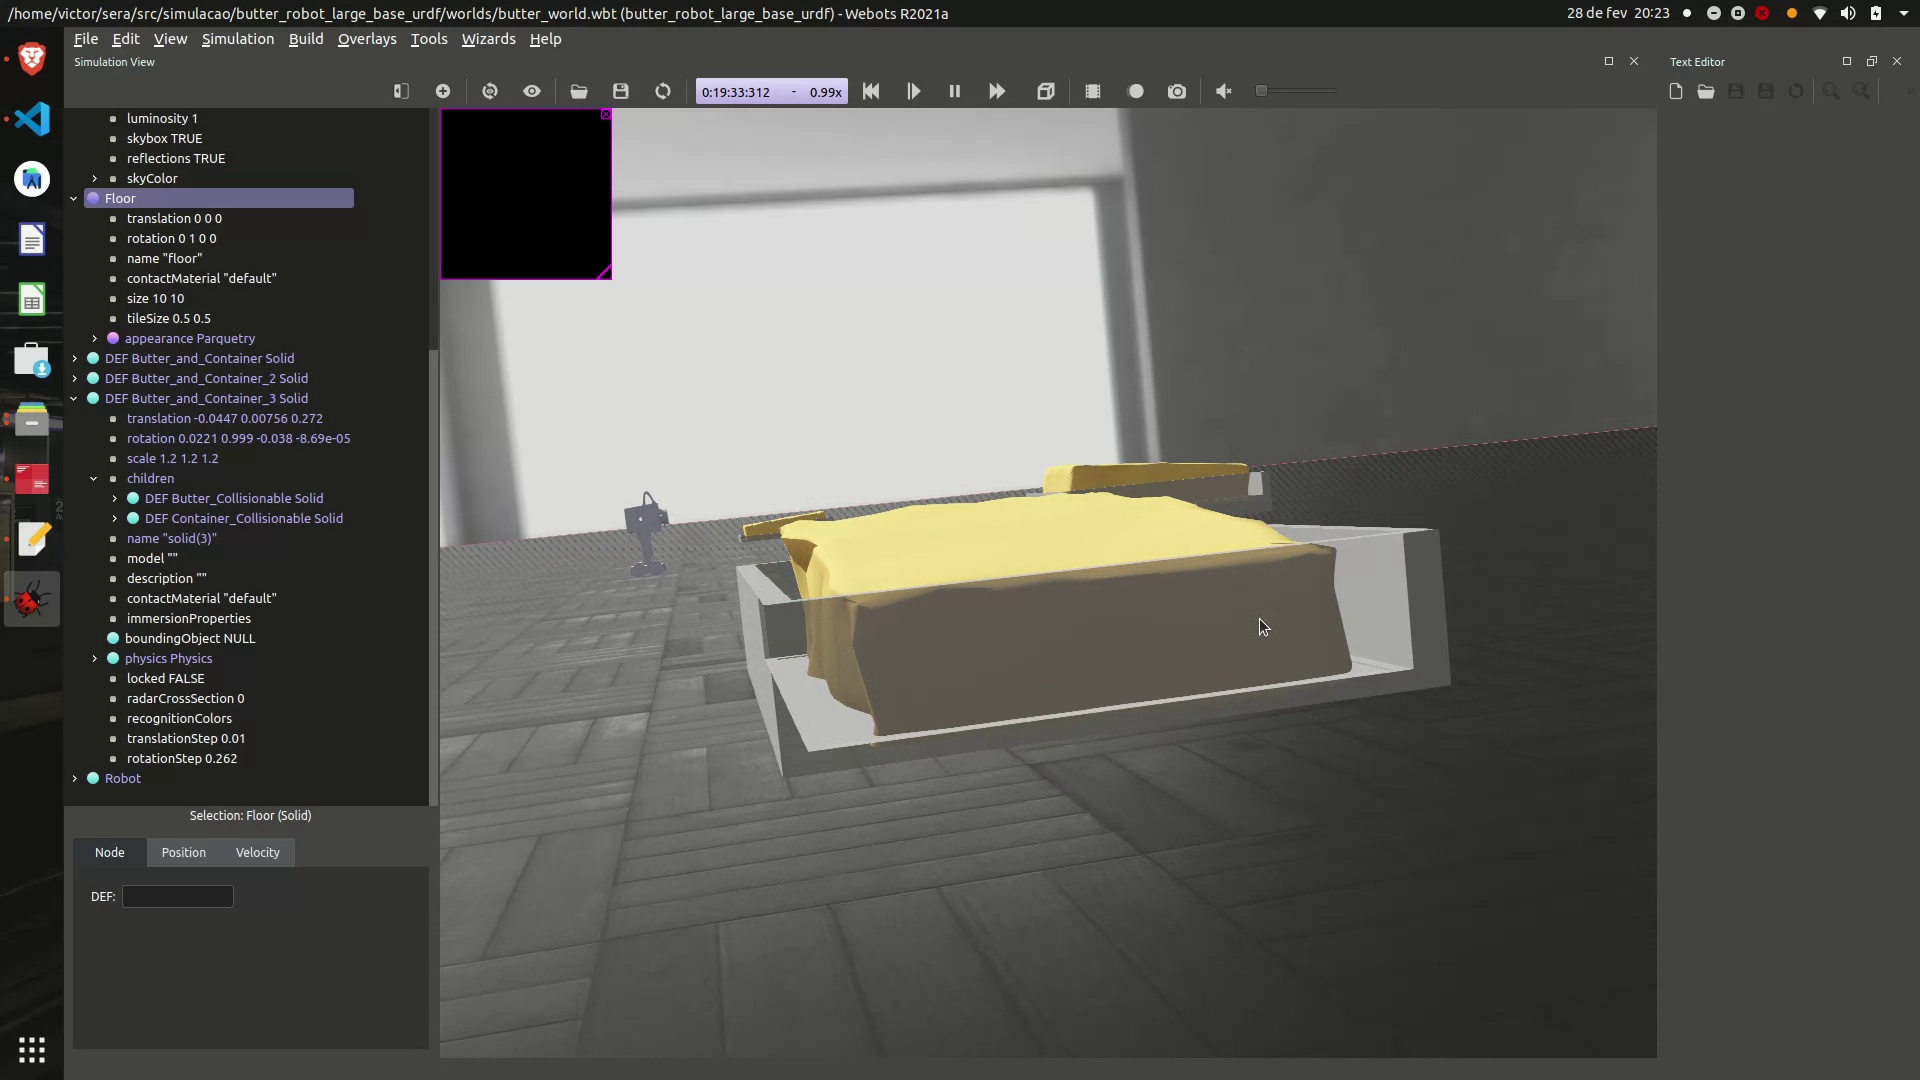 /home/victor/sera/src/simulacao/butter_robot_large_base_urdf/worlds/butter_world.wbt (butter_robot_large_base_urdf) - Webots R2021a
28 de fev 20:23
File Edit View Simulation Build Overlays Tools Wizards Help
Simulation View
Text Editor
0:19:33:312 - 0.99x
luminosity 1
skybox TRUE
reflections TRUE
skyColor
Floor
translation 0 0 0
rotation 0 1 0 0
name "floor"
contactMaterial "default"
size 10 10
tileSize 0.5 0.5
appearance Parquetry
DEF Butter_and_Container Solid
DEF Butter_and_Container_2 Solid
DEF Butter_and_Container_3 Solid
translation -0.0447 0.00756 0.272
rotation 0.0221 0.999 -0.038 -8.69e-05
scale 1.2 1.2 1.2
children
DEF Butter_Collisionable Solid
DEF Container_Collisionable Solid
name "solid(3)"
model ""
description ""
contactMaterial "default"
immersionProperties
boundingObject NULL
physics Physics
locked FALSE
radarCrossSection 0
recognitionColors
translationStep 0.01
rotationStep 0.262
Robot
Selection: Floor (Solid)
Node Position Velocity
DEF: